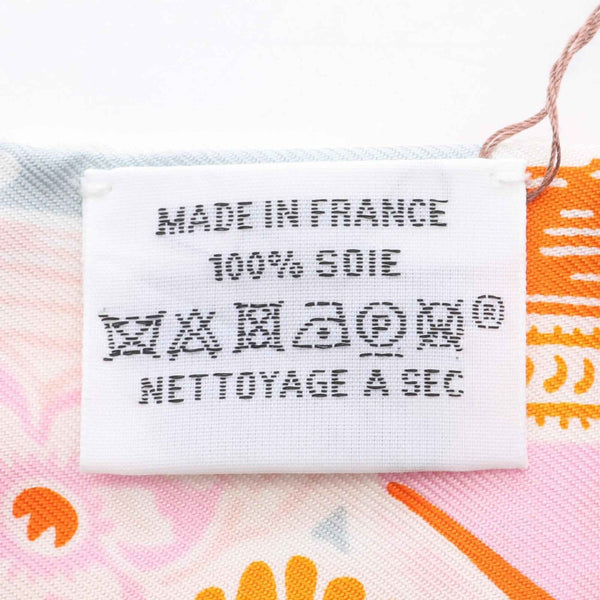 MADE IN FRANCE
100% SOIE
P ®
NETTOYAGE A SEC